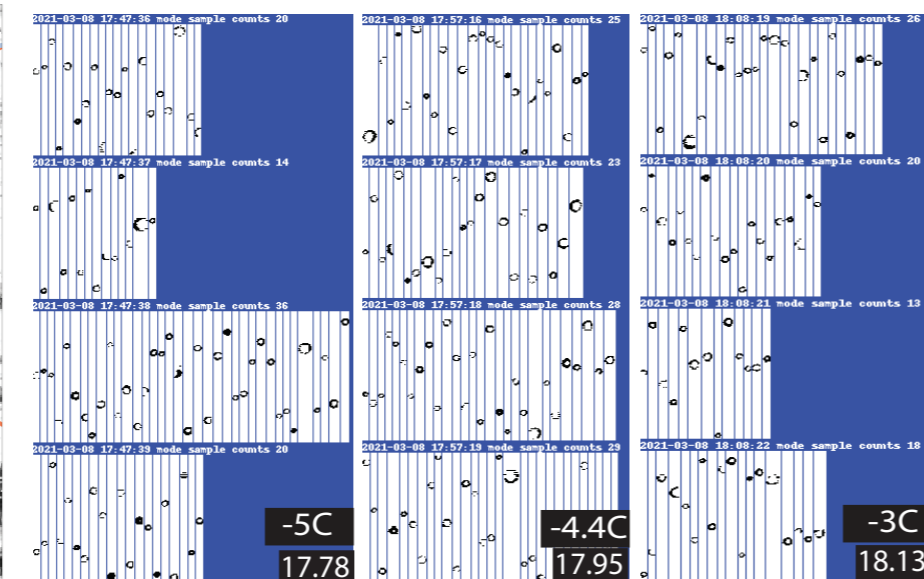 2021-03-08 17:47:36 mode sample counts 20
2021-03-08 17:47:37 mode sample counts 14
2021-03-08 17:47:38 mode sample counts 36
2021-03-08 17:47:39 mode sample counts 20
-5C
17.78
2021-03-08 17:57:16 mode sample counts 25
2021-03-08 17:57:17 mode sample counts 23
2021-03-08 17:57:18 mode sample counts 28
2021-03-08 17:57:19 mode sample counts 29
-4.4C
17.95
2021-03-08 18:08:19 mode sample counts 26
2021-03-08 18:08:20 mode sample counts 20
2021-03-08 18:08:21 mode sample counts 13
2021-03-08 18:08:22 mode sample counts 18
-3C
18.13